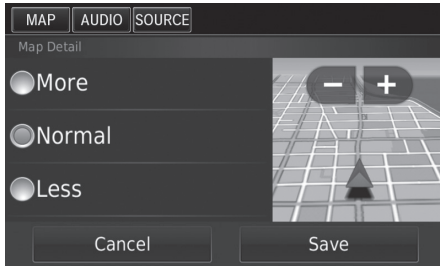 MAP AUDIO SOURCE
Map Detail
More
− +
Normal
Less
Cancel Save